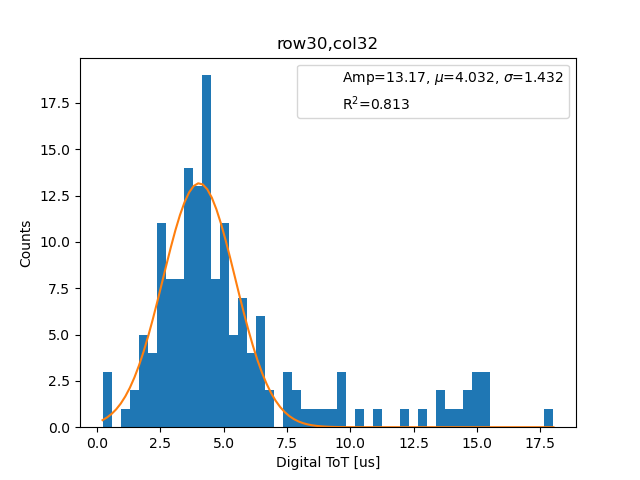 row30,col32
Amp=13.17, μ=4.032, σ=1.432
R²=0.813
Counts
17.5
15.0
12.5
10.0
7.5
5.0
2.5
0.0
0.0 2.5 5.0 7.5 10.0 12.5 15.0 17.5
Digital ToT [us]